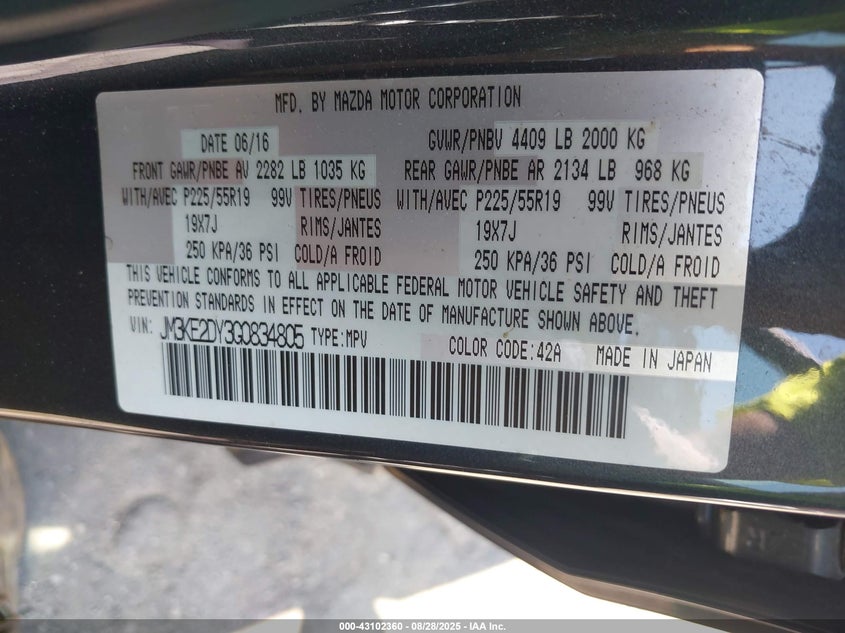 MFD. BY MAZDA MOTOR CORPORATION
DATE 06/16 GVWR/PNBV 4409 LB 2000 KG
FRONT GAWR/PNBE AV 2282 LB 1035 KG REAR GAWR/PNBE AR 2134 LB 968 KG
WITH/AVEC P225/55R19 99V TIRES/PNEUS WITH/AVEC P225/55R19 99V TIRES/PNEUS
19X7J RIMS/JANTES 19X7J RIMS/JANTES
250 KPA/36 PSI COLD/A FROID 250 KPA/36 PSI COLD/A FROID
THIS VEHICLE CONFORMS TO ALL APPLICABLE FEDERAL MOTOR VEHICLE SAFETY AND THEFT
PREVENTION STANDARDS IN EFFECT ON THE DATE OF MANUFACTURE SHOWN ABOVE.
VIN: JM3KE2DY3G0834805 TYPE:MPV COLOR CODE:42A MADE IN JAPAN
000-43102360 - 08/28/2025 - IAA Inc.